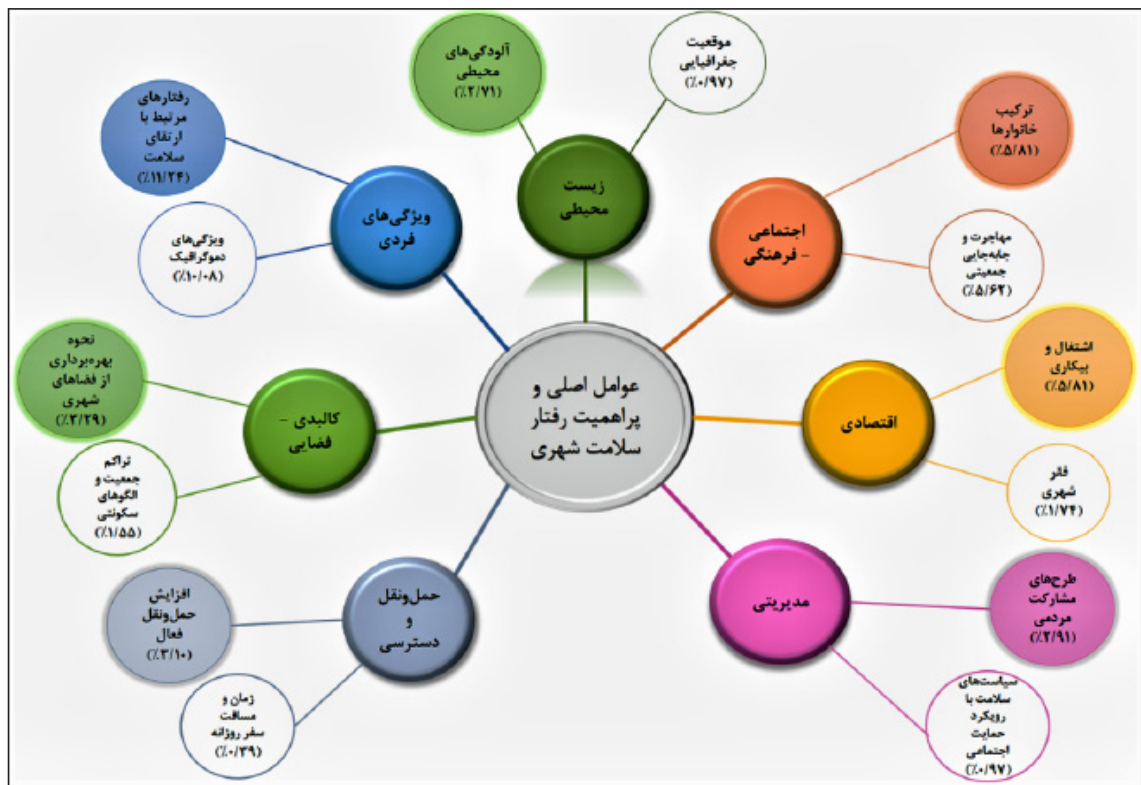 عوامل اصلی و
پراهمیت رفتار
سلامت شهری
زیست
محیطی
موقعیت
جغرافیایی
(٪۰/۹۷)
آلودگی‌های
محیطی
(٪۲/۷۱)
اجتماعی
– فرهنگی
ترکیب
خانوارها
(٪۵/۸۱)
مهاجرت و
جابه‌جایی
جمعیتی
(٪۵/۶۲)
اقتصادی
اشتغال و
بیکاری
(٪۵/۸۱)
فقر
شهری
(٪۱/۷۴)
مدیریتی
طرح‌های
مشارکت
مردمی
(٪۲/۹۱)
سیاست‌های
سلامت با
رویکرد
حمایت
اجتماعی
(٪۰/۹۷)
حمل‌ونقل
و
دسترسی
افزایش
حمل‌ونقل
فعال
(٪۳/۱۰)
زمان و
مسافت
سفر روزانه
(٪۰/۳۹)
کالبدی –
فضایی
نحوه
بهره‌برداری
از فضاهای
شهری
(٪۳/۲۹)
تراکم
جمعیت و
الگوهای
سکونتی
(٪۱/۵۵)
ویژگی‌های
فردی
رفتارهای
مرتبط با
ارتقای
سلامت
(٪۱۱/۲۴)
ویژگی‌های
دموگرافیک
(٪۱۰/۰۸)